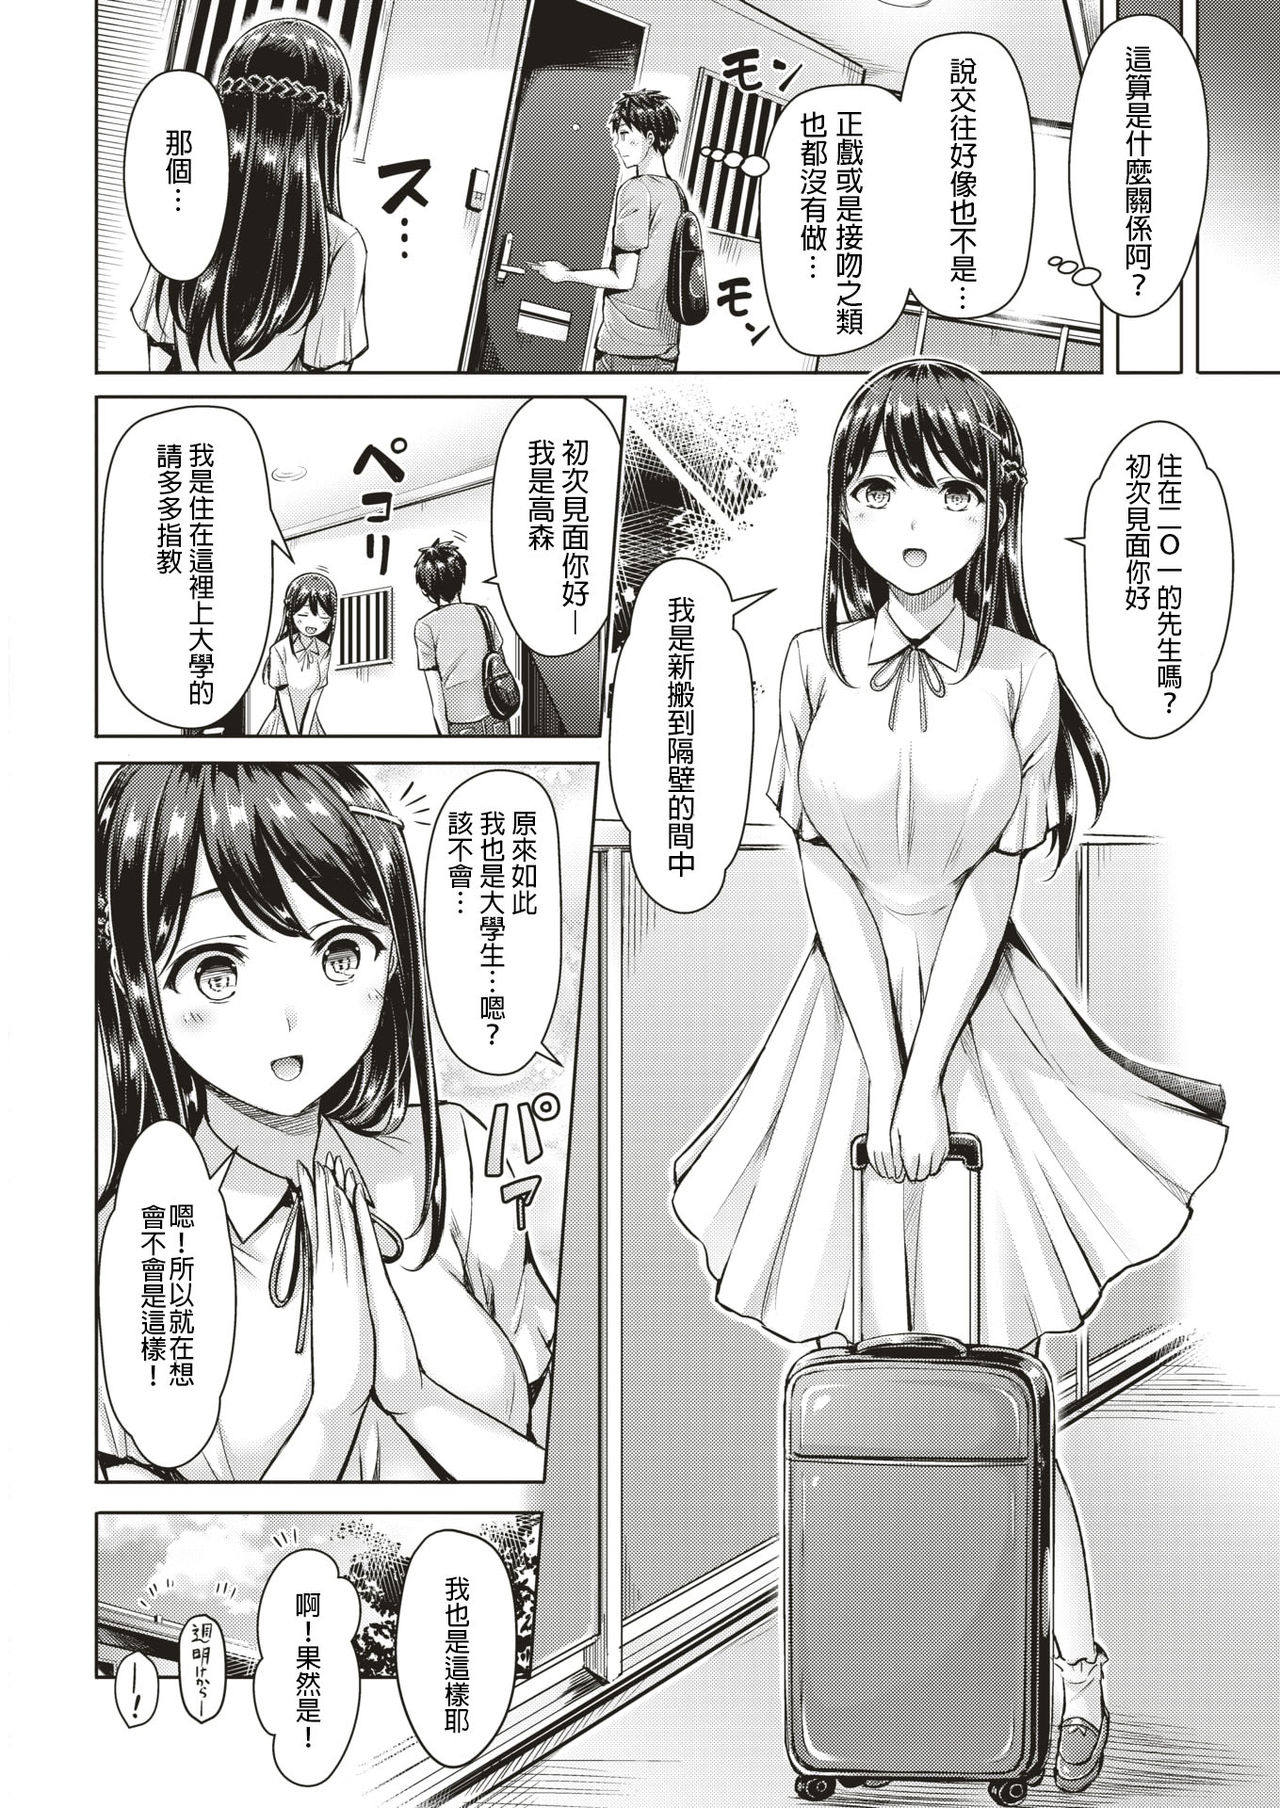 這算是什麼關係阿?
說交往好像也不是…
正戲或是接吻之類
也都沒有做…
モン
モン
ス…
那個…
住在二〇一的先生嗎?
初次見面你好
我是新搬到隔壁的間中
初次見面你好—
我是高森
ペコリ
我是住在這裡上大學的
請多多指教
原來如此
我也是大學生…嗯?
該不會…
パァ
嗯!所以就在想
會不會是這樣!
我也是這樣耶
啊!果然是!
週明けから—
—!